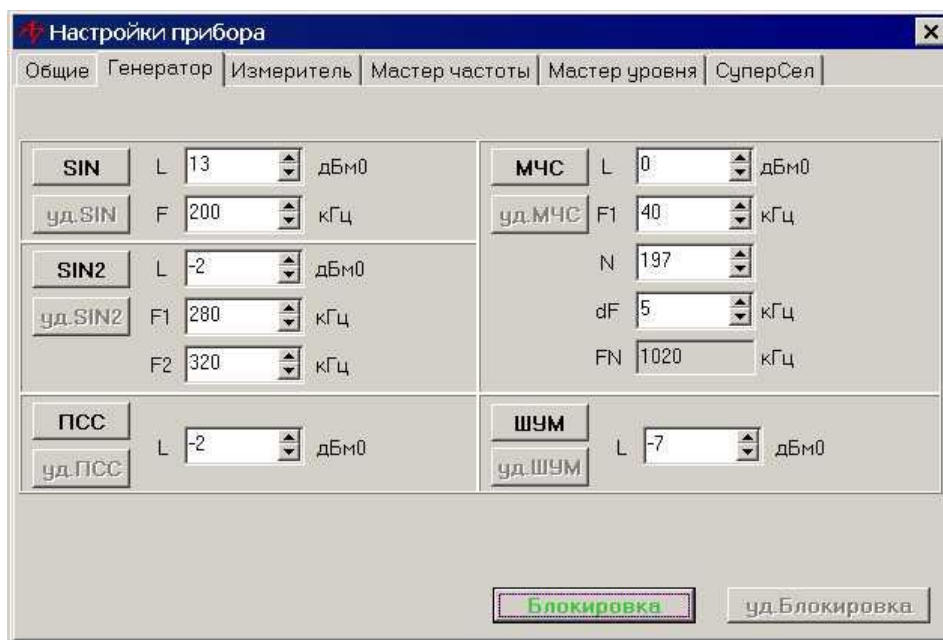 Настройки прибора
Общие Генератор Измеритель Мастер частоты Мастер уровня СуперСел
SIN L 13 дБм0
уд.SIN F 200 кГц
SIN2 L -2 дБм0
уд.SIN2 F1 280 кГц
F2 320 кГц
ПСС
L -2 дБм0
уд.ПСС
МЧС L 0 дБм0
уд.МЧС F1 40 кГц
N 197
dF 5 кГц
FN 1020 кГц
ШУМ
L -7 дБм0
уд.ШУМ
Блокировка уд.Блокировка